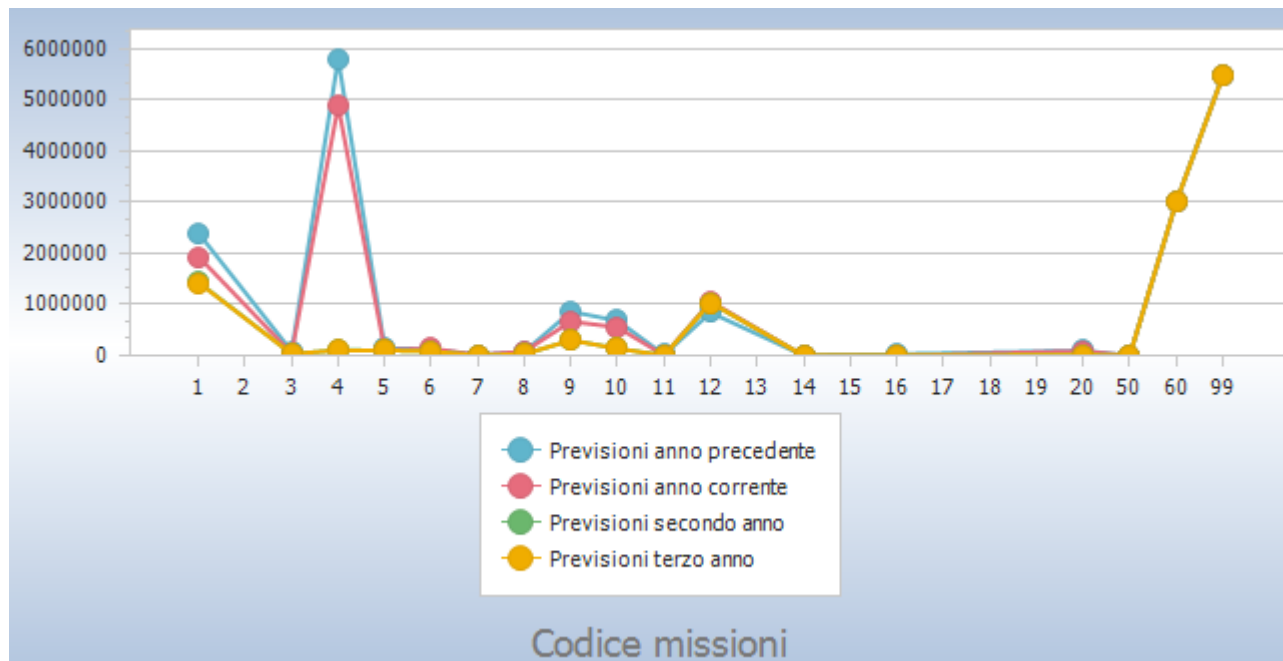 6000000
5000000
4000000
3000000
2000000
1000000
0
1 2 3 4 5 6 7 8 9 10 11 12 13 14 15 16 17 18 19 20 50 60 99
Previsioni anno precedente
Previsioni anno corrente
Previsioni secondo anno
Previsioni terzo anno
Codice missioni